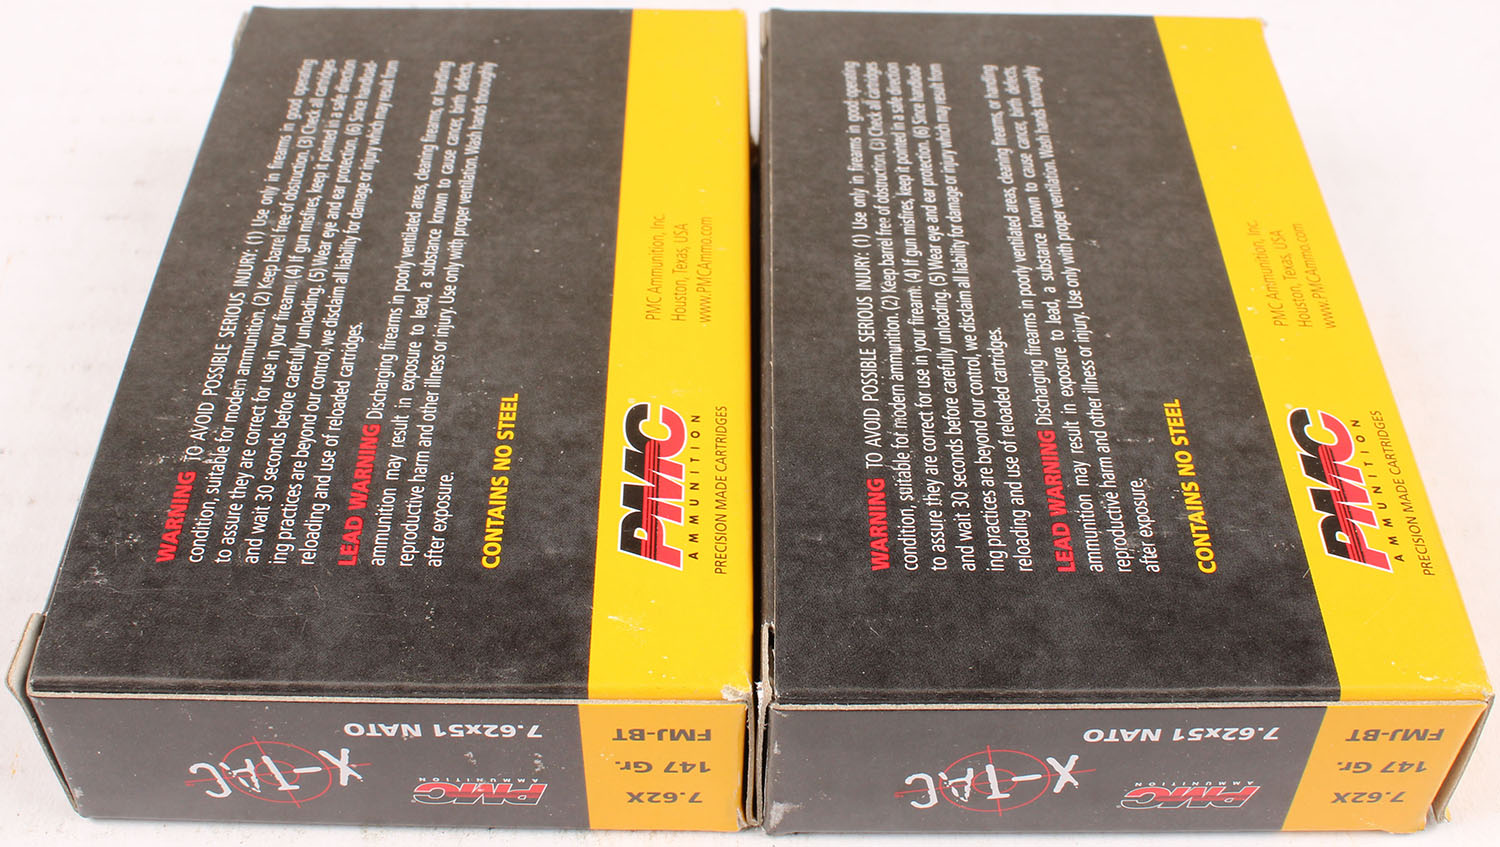 WARNING TO AVOID POSSIBLE SERIOUS INJURY: (1) Use only in firearms in good operating
condition, suitable for modern ammunition. (2) Keep barrel free of obstruction. (3) Check all cartridges
to assure they are correct for use in your firearm. (4) If gun misfires, keep it pointed in a safe direction
and wait 30 seconds before carefully unloading. (5) Wear eye and ear protection. (6) Since handload-
ing practices are beyond our control, we disclaim all liability for damage or injury which may result from
reloading and use of reloaded cartridges.
LEAD WARNING Discharging firearms in poorly ventilated areas, cleaning firearms, or handling
ammunition may result in exposure to lead, a substance known to cause cancer, birth defects,
reproductive harm and other illness or injury. Use only with proper ventilation. Wash hands thoroughly
after exposure.
CONTAINS NO STEEL
PMC
AMMUNITION
PRECISION MADE CARTRIDGES
PMC Ammunition, Inc.
Houston, Texas, USA
www.PMCAmmo.com
7.62X
147 Gr.
FMJ-BT
PMC
AMMUNITION
X-TAC
7.62x51 NATO
WARNING TO AVOID POSSIBLE SERIOUS INJURY: (1) Use only in firearms in good operating
condition, suitable for modern ammunition. (2) Keep barrel free of obstruction. (3) Check all cartridges
to assure they are correct for use in your firearm. (4) If gun misfires, keep it pointed in a safe direction
and wait 30 seconds before carefully unloading. (5) Wear eye and ear protection. (6) Since handload-
ing practices are beyond our control, we disclaim all liability for damage or injury which may result from
reloading and use of reloaded cartridges.
LEAD WARNING Discharging firearms in poorly ventilated areas, cleaning firearms, or handling
ammunition may result in exposure to lead, a substance known to cause cancer, birth defects,
reproductive harm and other illness or injury. Use only with proper ventilation. Wash hands thoroughly
after exposure.
CONTAINS NO STEEL
PMC
AMMUNITION
PRECISION MADE CARTRIDGES
PMC Ammunition, Inc.
Houston, Texas, USA
www.PMCAmmo.com
7.62X
147 Gr.
FMJ-BT
PMC
AMMUNITION
X-TAC
7.62x51 NATO